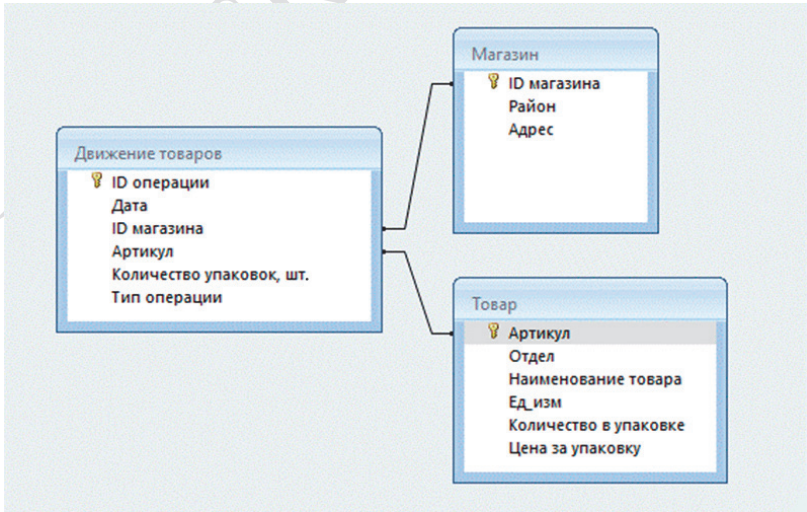 Движение товаров
ID операции
Дата
ID магазина
Артикул
Количество упаковок, шт.
Тип операции
Магазин
ID магазина
Район
Адрес
Товар
Артикул
Отдел
Наименование товара
Ед_изм
Количество в упаковке
Цена за упаковку